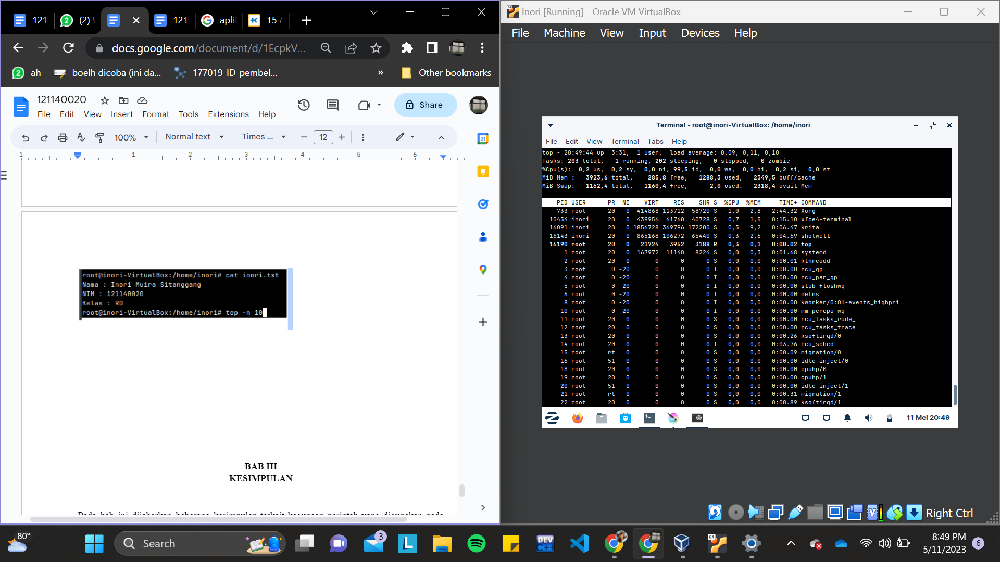 121
(2)
121
apli
15 A
docs.google.com/document/d/1EcpkV...
2 ah
boelh dicoba (ini da...
177019-ID-pembel...
»
Other bookmarks
121140020
File Edit View Insert Format Tools Extensions Help
Share
100% Normal text Times ... − 12 +
1 1 2 3 4 5 6
31
root@inori-VirtualBox:/home/inori# cat inori.txt
Nama : Inori Muira Sitanggang
NIM : 121140020
Kelas : RD
root@inori-VirtualBox:/home/inori# top -n 10
BAB III
KESIMPULAN
Pada bab ini dijabarkan beberapa kesimpulan terkait
Inori [Running] - Oracle VM VirtualBox
File Machine View Input Devices Help
Terminal - root@inori-VirtualBox: /home/inori
File Edit View Terminal Tabs Help
top - 20:49:44 up 3:31, 1 user, load average: 0,09, 0,11, 0,10
Tasks: 203 total, 1 running, 202 sleeping, 0 stopped, 0 zombie
%Cpu(s): 0,2 us, 0,2 sy, 0,0 ni, 99,5 id, 0,0 wa, 0,0 hi, 0,2 si, 0,0 st
MiB Mem : 3923,6 total, 285,8 free, 1288,3 used, 2349,5 buff/cache
MiB Swap: 1162,4 total, 1160,4 free, 2,0 used. 2318,4 avail Mem
PID USER PR NI VIRT RES SHR S %CPU %MEM TIME+ COMMAND
733 root 20 0 414868 113712 58720 S 1,0 2,8 2:44.32 Xorg
10434 inori 20 0 439956 61760 40728 S 0,7 1,5 0:15.10 xfce4-terminal
16091 inori 20 0 1856728 369796 172200 S 0,3 9,2 0:06.47 krita
16143 inori 20 0 865168 106272 65440 S 0,3 2,6 0:04.69 shotwell
16190 root 20 0 21724 3952 3188 R 0,3 0,1 0:00.02 top
1 root 20 0 167972 11140 8224 S 0,0 0,3 0:01.68 systemd
2 root 20 0 0 0 0 S 0,0 0,0 0:00.01 kthreadd
3 root 0 -20 0 0 0 I 0,0 0,0 0:00.00 rcu_gp
4 root 0 -20 0 0 0 I 0,0 0,0 0:00.00 rcu_par_gp
5 root 0 -20 0 0 0 I 0,0 0,0 0:00.00 slub_flushwq
6 root 0 -20 0 0 0 I 0,0 0,0 0:00.00 netns
8 root 0 -20 0 0 0 I 0,0 0,0 0:00.00 kworker/0:0H-events_highpri
10 root 0 -20 0 0 0 I 0,0 0,0 0:00.00 mm_percpu_wq
11 root 20 0 0 0 0 S 0,0 0,0 0:00.00 rcu_tasks_rude_
12 root 20 0 0 0 0 S 0,0 0,0 0:00.00 rcu_tasks_trace
13 root 20 0 0 0 0 S 0,0 0,0 0:00.26 ksoftirqd/0
14 root 20 0 0 0 0 I 0,0 0,0 0:03.76 rcu_sched
15 root rt 0 0 0 0 S 0,0 0,0 0:00.09 migration/0
16 root -51 0 0 0 0 S 0,0 0,0 0:00.00 idle_inject/0
18 root 20 0 0 0 0 S 0,0 0,0 0:00.00 cpuhp/0
19 root 20 0 0 0 0 S 0,0 0,0 0:00.00 cpuhp/1
20 root -51 0 0 0 0 S 0,0 0,0 0:00.00 idle_inject/1
21 root rt 0 0 0 0 S 0,0 0,0 0:00.31 migration/1
22 root 20 0 0 0 0 S 0,0 0,0 0:00.89 ksoftirqd/1
11 Mei 20:49
Right Ctrl
80°
Search
3
L
DEV C++
64
8:49 PM
5/11/2023
6